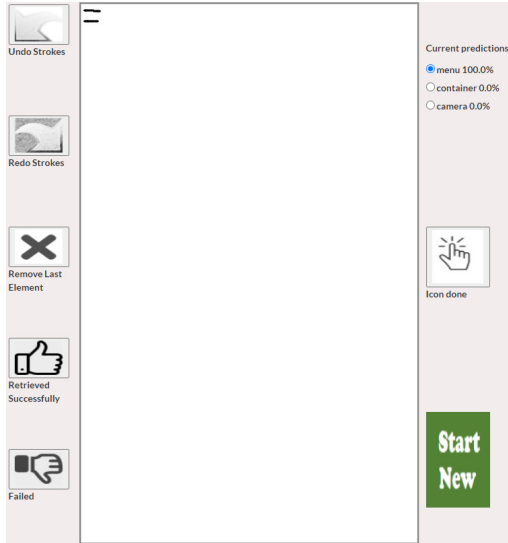 Undo Strokes
Redo Strokes
Remove Last
Element
Retrieved
Successfully
Failed
Current predictions
menu 100.0%
container 0.0%
camera 0.0%
Icon done
Start
New